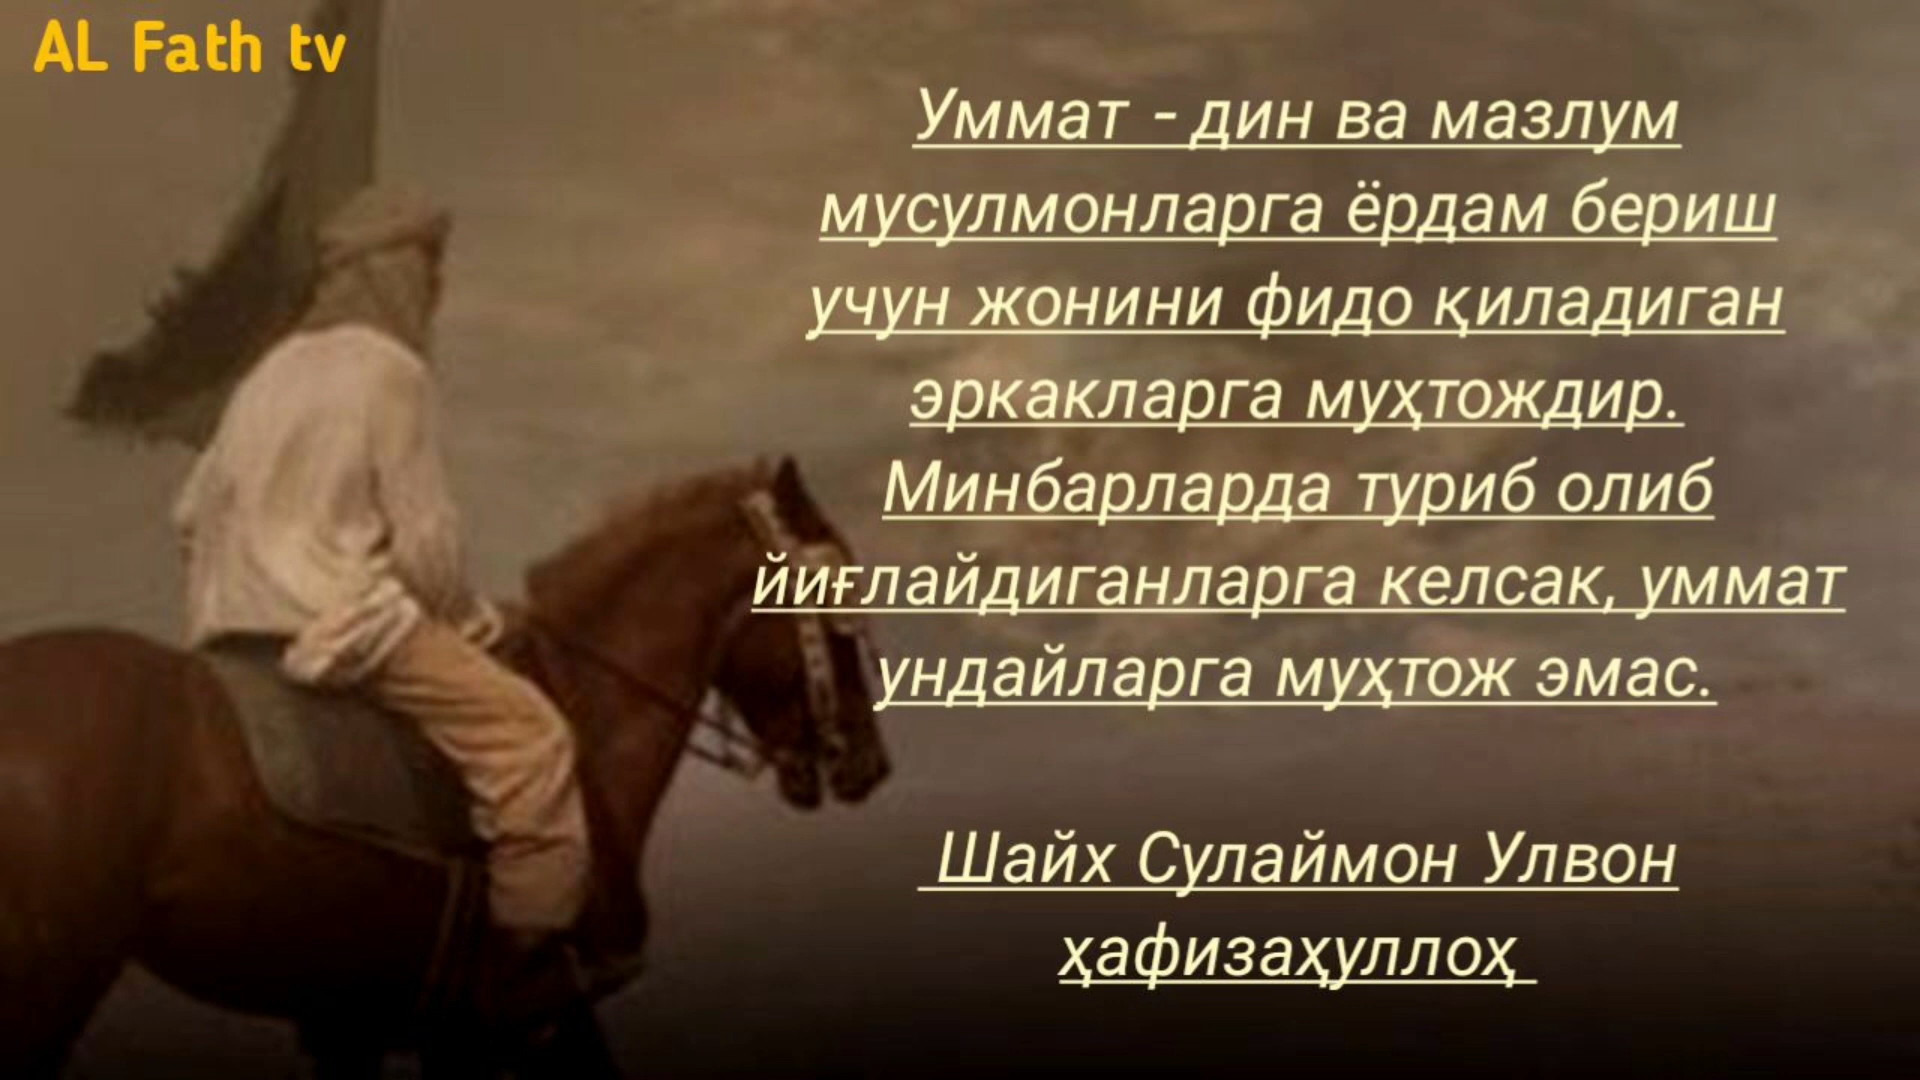 AL Fath tv
Уммат - дин ва мазлум
мусулмонларга ёрдам бериш
учун жонини фидо қиладиган
эркакларга муҳтождир.
Минбарларда туриб олиб
йиғлайдиганларга келсак, уммат
ундайларга муҳтож эмас.
Шайх Сулаймон Улвон
ҳафизаҳуллоҳ